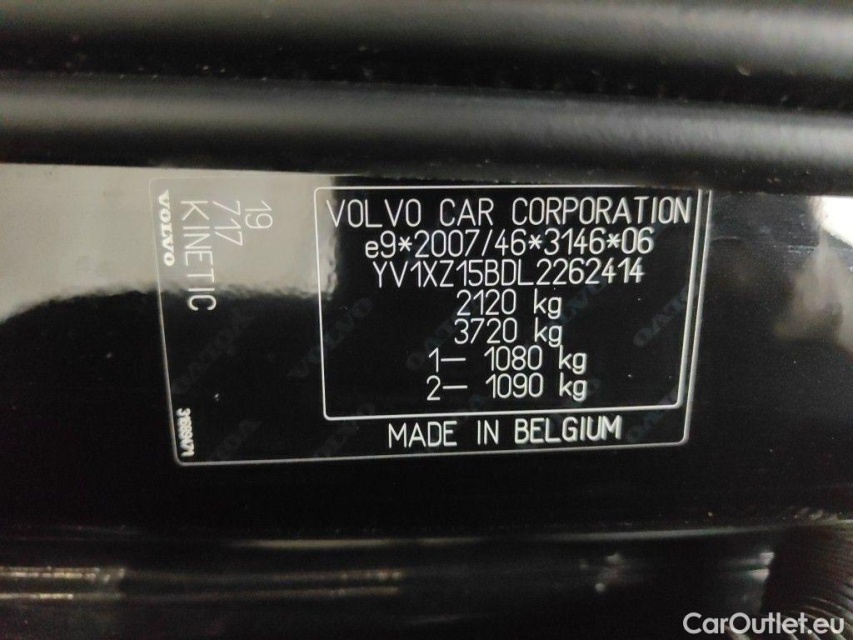 VOLVO CAR CORPORATION
e9*2007/46*3146*06
YV1XZ15BDL2262414
2120 kg
3720 kg
1– 1080 kg
2– 1090 kg
MADE IN BELGIUM
19
717
KINETIC
VOLVO
CarOutlet.eu